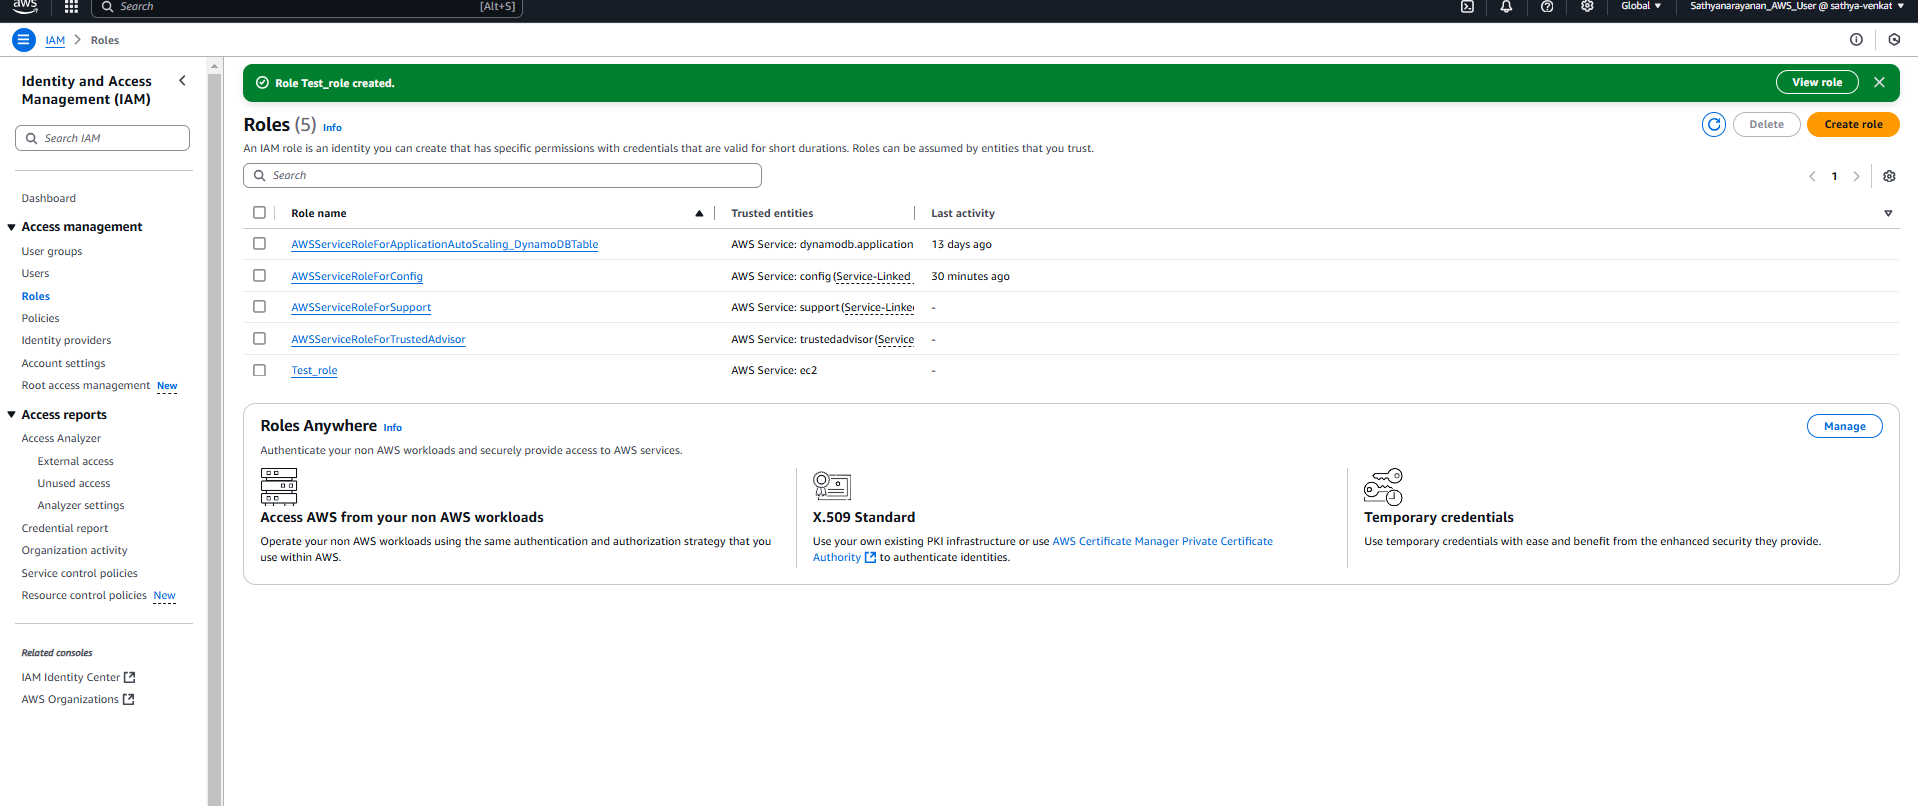 aws
Search [Alt+S] Global Sathyanarayanan_AWS_User @ sathya-venkat
IAM > Roles
Identity and Access Management (IAM)
Search IAM
Dashboard
Access management
User groups
Users
Roles
Policies
Identity providers
Account settings
Root access management New
Access reports
Access Analyzer
External access
Unused access
Analyzer settings
Credential report
Organization activity
Service control policies
Resource control policies New
Related consoles
IAM Identity Center
AWS Organizations
Role Test_role created. View role
Roles (5) Info Delete Create role
An IAM role is an identity you can create that has specific permissions with credentials that are valid for short durations. Roles can be assumed by entities that you trust.
Search 1
Role name Trusted entities Last activity
AWSServiceRoleForApplicationAutoScaling_DynamoDBTable AWS Service: dynamodb.application 13 days ago
AWSServiceRoleForConfig AWS Service: config (Service-Linked 30 minutes ago
AWSServiceRoleForSupport AWS Service: support (Service-Linke -
AWSServiceRoleForTrustedAdvisor AWS Service: trustedadvisor (Service -
Test_role AWS Service: ec2 -
Roles Anywhere Info Manage
Authenticate your non AWS workloads and securely provide access to AWS services.
Access AWS from your non AWS workloads
Operate your non AWS workloads using the same authentication and authorization strategy that you
use within AWS.
X.509 Standard
Use your own existing PKI infrastructure or use AWS Certificate Manager Private Certificate
Authority to authenticate identities.
Temporary credentials
Use temporary credentials with ease and benefit from the enhanced security they provide.